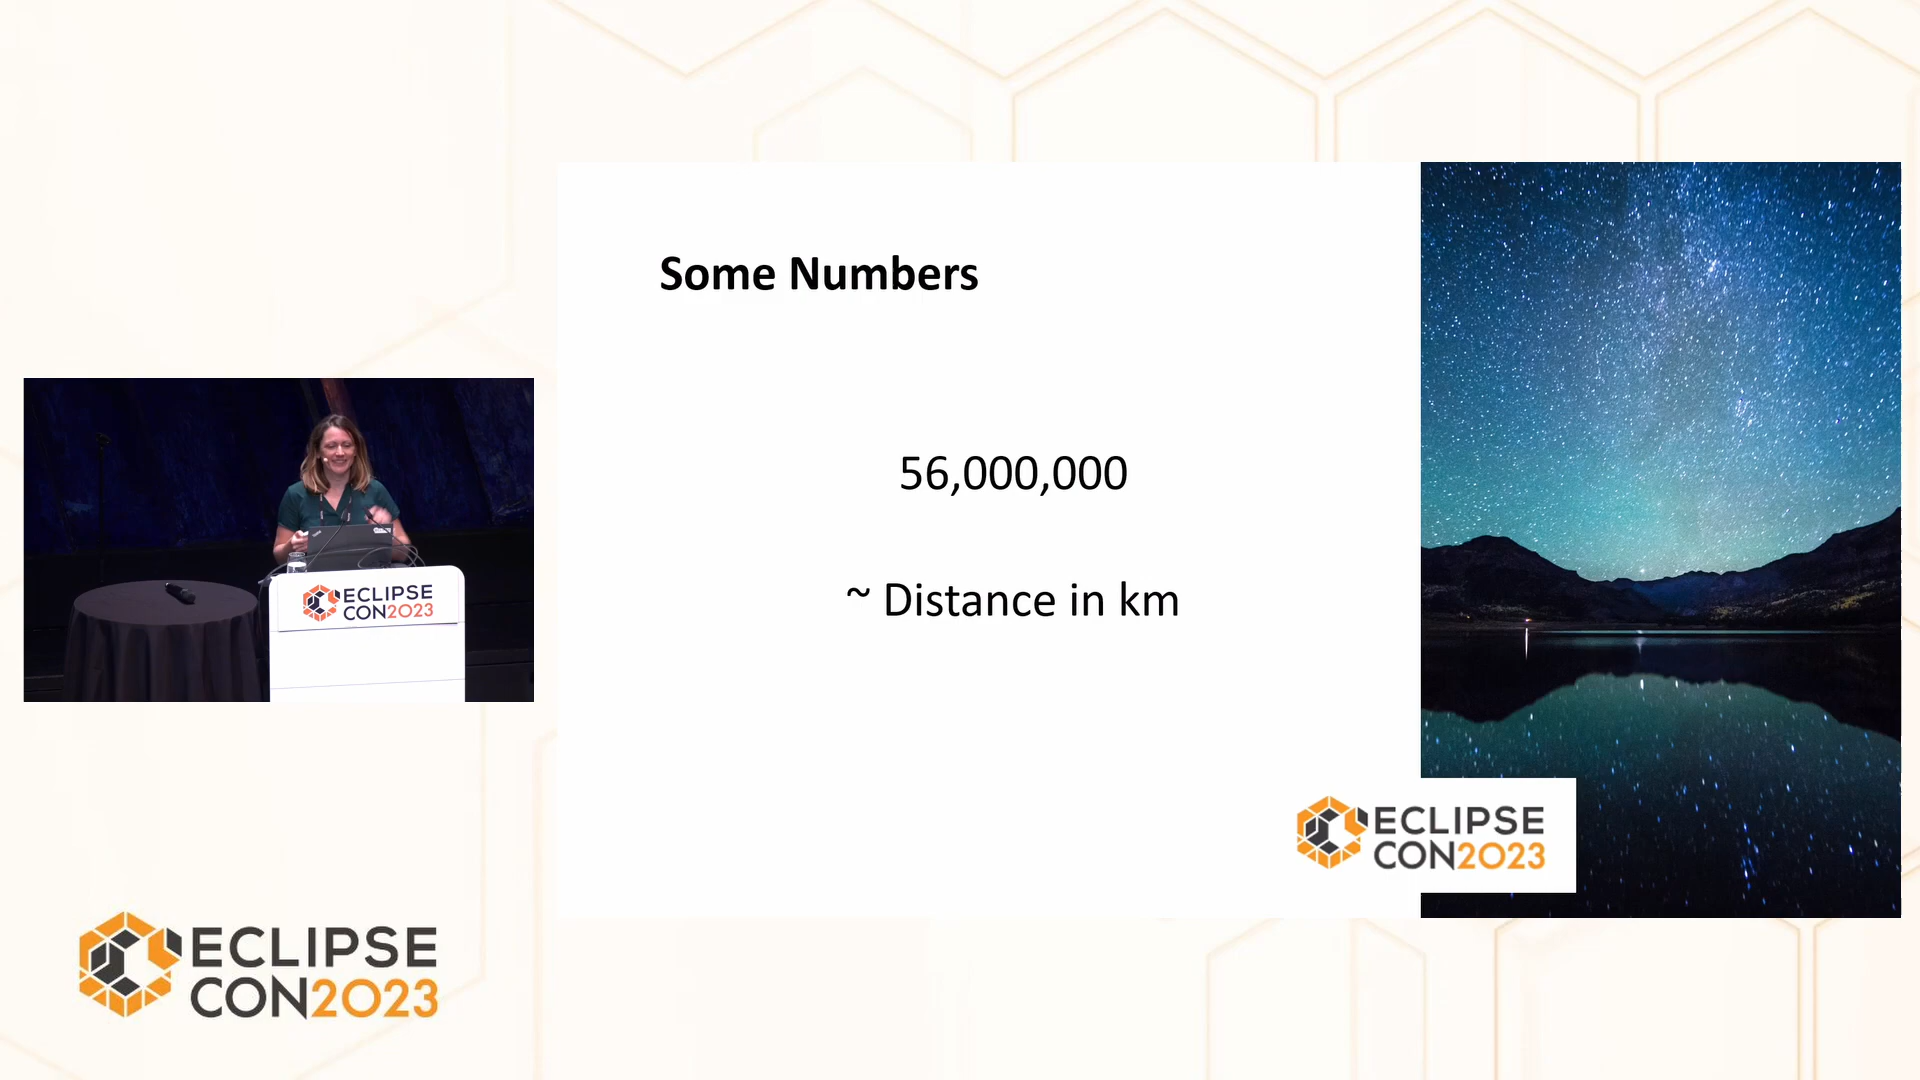 Some Numbers
56,000,000
~ Distance in km
ECLIPSE
CON2023
ECLIPSE
CON2023
ECLIPSE
CON2023